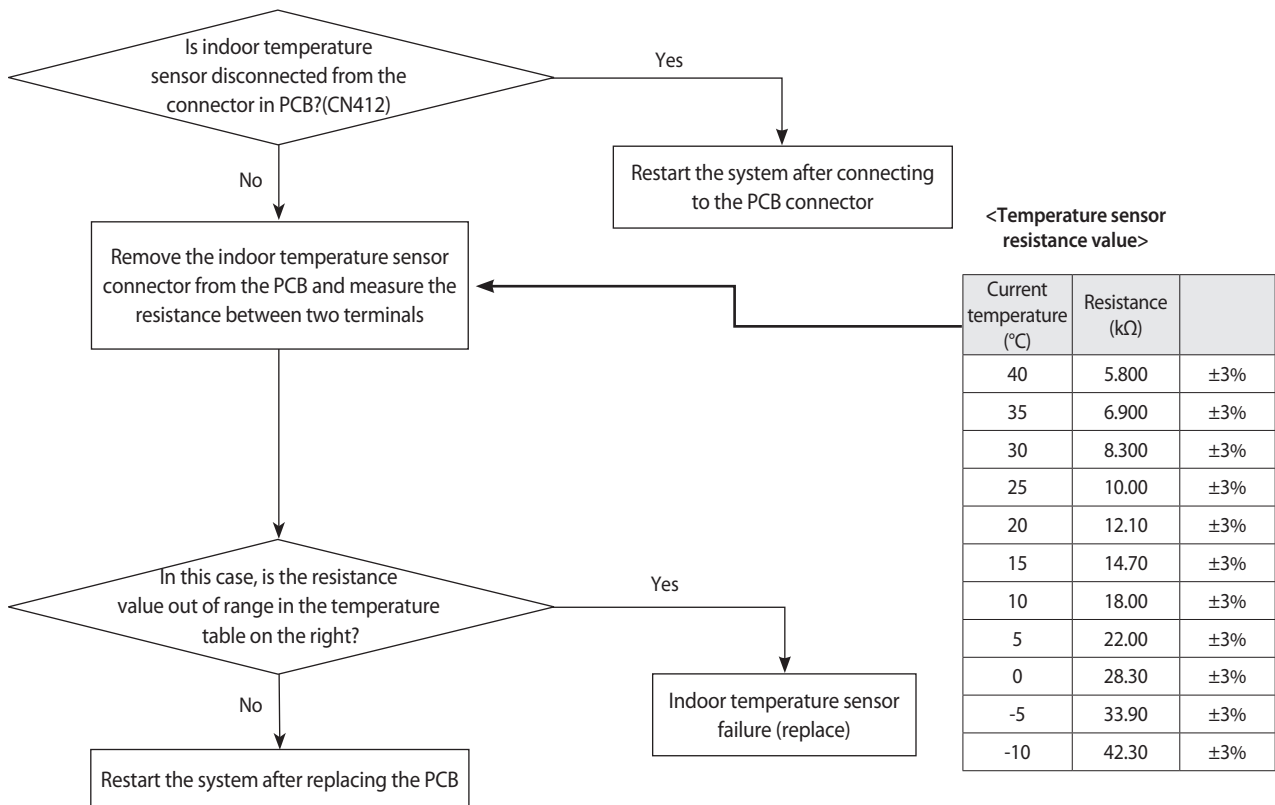 Is indoor temperature
sensor disconnected from the
connector in PCB?(CN412)
Yes
Restart the system after connecting
to the PCB connector
No
Remove the indoor temperature sensor
connector from the PCB and measure the
resistance between two terminals
In this case, is the resistance
value out of range in the temperature
table on the right?
Yes
Indoor temperature sensor
failure (replace)
No
Restart the system after replacing the PCB
<Temperature sensor
resistance value>
Current
temperature
(°C)
Resistance
(kΩ)
40 5.800 ±3%
35 6.900 ±3%
30 8.300 ±3%
25 10.00 ±3%
20 12.10 ±3%
15 14.70 ±3%
10 18.00 ±3%
5 22.00 ±3%
0 28.30 ±3%
-5 33.90 ±3%
-10 42.30 ±3%